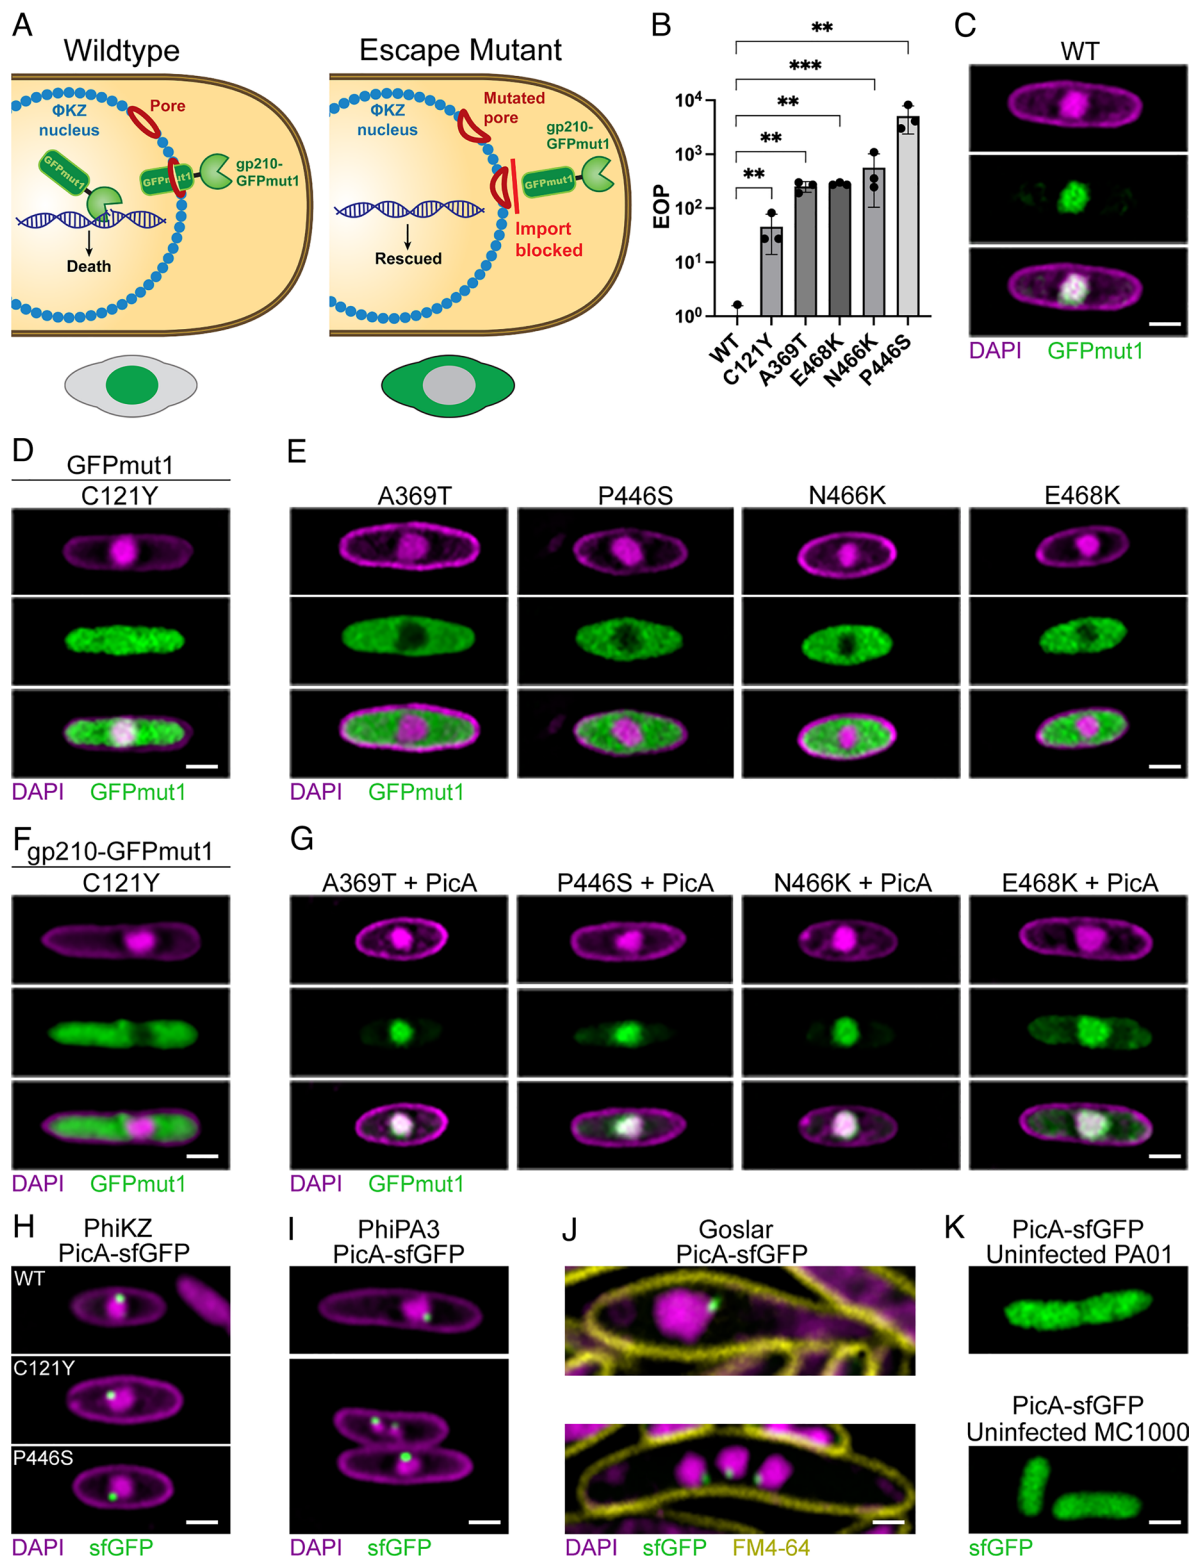 A
Wildtype
Escape Mutant
ΦKZ
nucleus
Pore
GFPmut1
GFPmut1
gp210-
GFPmut1
Death
ΦKZ
nucleus
Mutated
pore
gp210-
GFPmut1
GFPmut1
Import
blocked
Rescued
B
**
***
**
**
**
EOP
10⁴
10³
10²
10¹
10⁰
WT
C121Y
A369T
E468K
N466K
P446S
C
WT
DAPI GFPmut1
D
GFPmut1
C121Y
DAPI GFPmut1
E
A369T
P446S
N466K
E468K
DAPI GFPmut1
F
gp210-GFPmut1
C121Y
DAPI GFPmut1
G
A369T + PicA
P446S + PicA
N466K + PicA
E468K + PicA
DAPI GFPmut1
H
PhiKZ
PicA-sfGFP
WT
C121Y
P446S
DAPI sfGFP
I
PhiPA3
PicA-sfGFP
DAPI sfGFP
J
Goslar
PicA-sfGFP
DAPI sfGFP FM4-64
K
PicA-sfGFP
Uninfected PA01
PicA-sfGFP
Uninfected MC1000
sfGFP